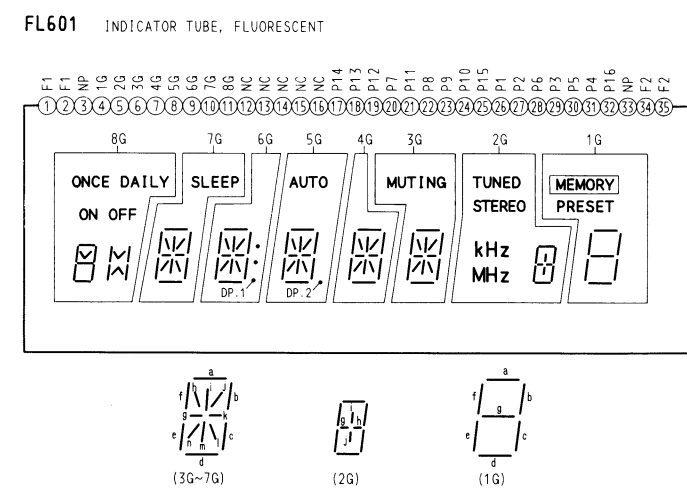 FL601 INDICATOR TUBE, FLUORESCENT
F1 F1 NP 1G 2G 3G 4G 5G 6G 7G 8G NC NC NC NC NC P14 P13 P12 P7 P11 P8 P9 P10 P15 P1 P2 P6 P3 P5 P4 P16 NP F2 F2
1 2 3 4 5 6 7 8 9 10 11 12 13 14 15 16 17 18 19 20 21 22 23 24 25 26 27 28 29 30 31 32 33 34 35
8G 7G 6G 5G 4G 3G 2G 1G
ONCE DAILY SLEEP AUTO MUTING TUNED MEMORY
ON OFF STEREO PRESET
kHz
MHz
DP.1 DP.2
a
f h i j b
g k
e n m l c
d
(3G~7G)
i
g h
j
(2G)
a
f b
g
e c
d
(1G)